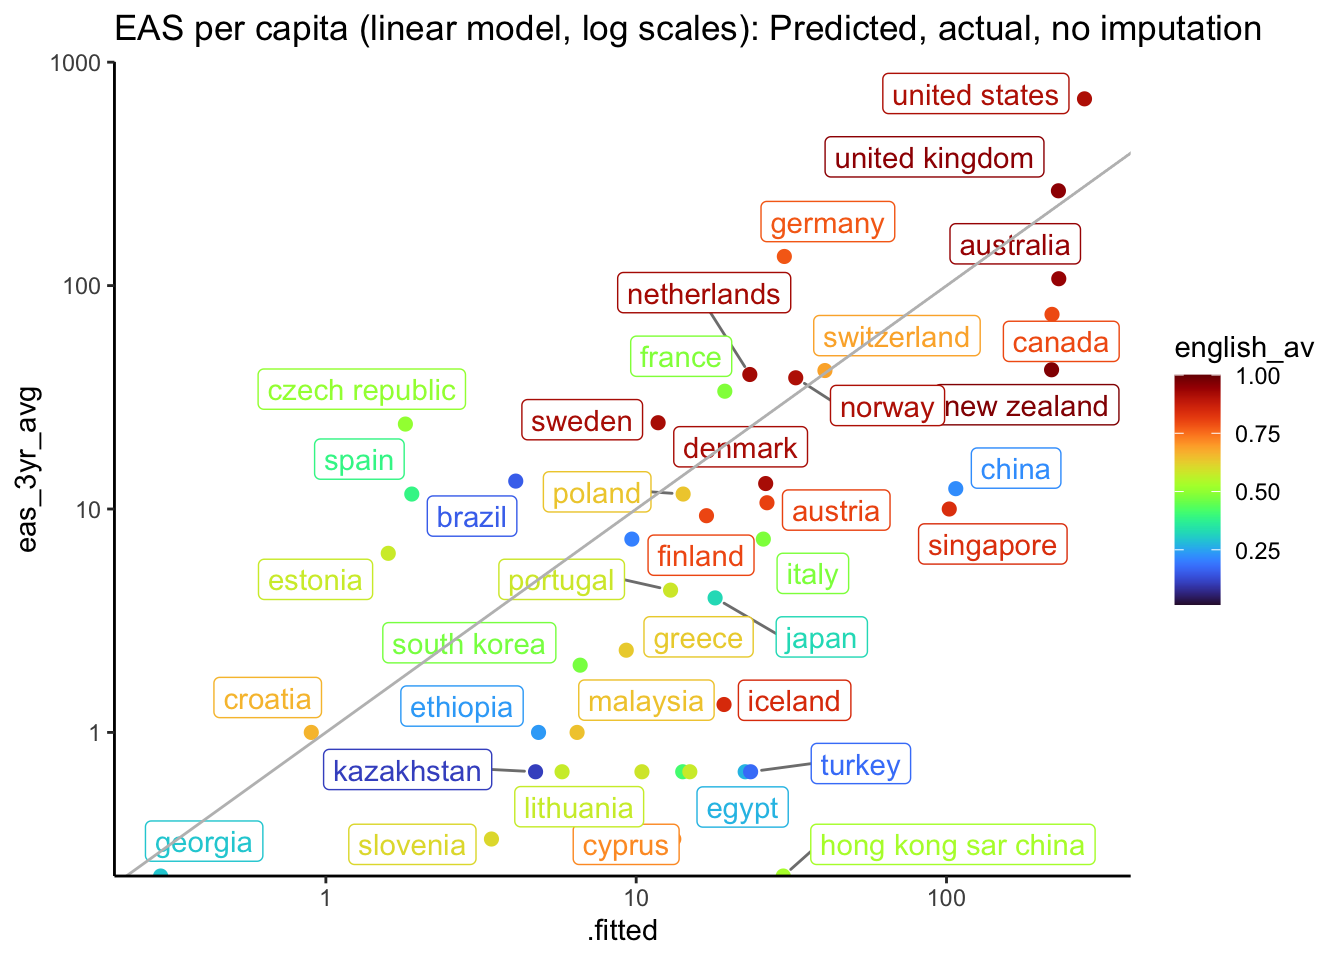 EAS per capita (linear model, log scales): Predicted, actual, no imputation
1000
united states
united kingdom
germany
australia
100
netherlands
switzerland
canada
france
czech republic
norway
new zealand
sweden
denmark
spain
china
poland
10
brazil
austria
singapore
finland
estonia
portugal
italy
south korea
greece
japan
croatia
ethiopia
malaysia
iceland
1
kazakhstan
turkey
lithuania
egypt
georgia
slovenia
cyprus
hong kong sar china
1
10
100
.fitted
eas_3yr_avg
english_av
1.00
0.75
0.50
0.25